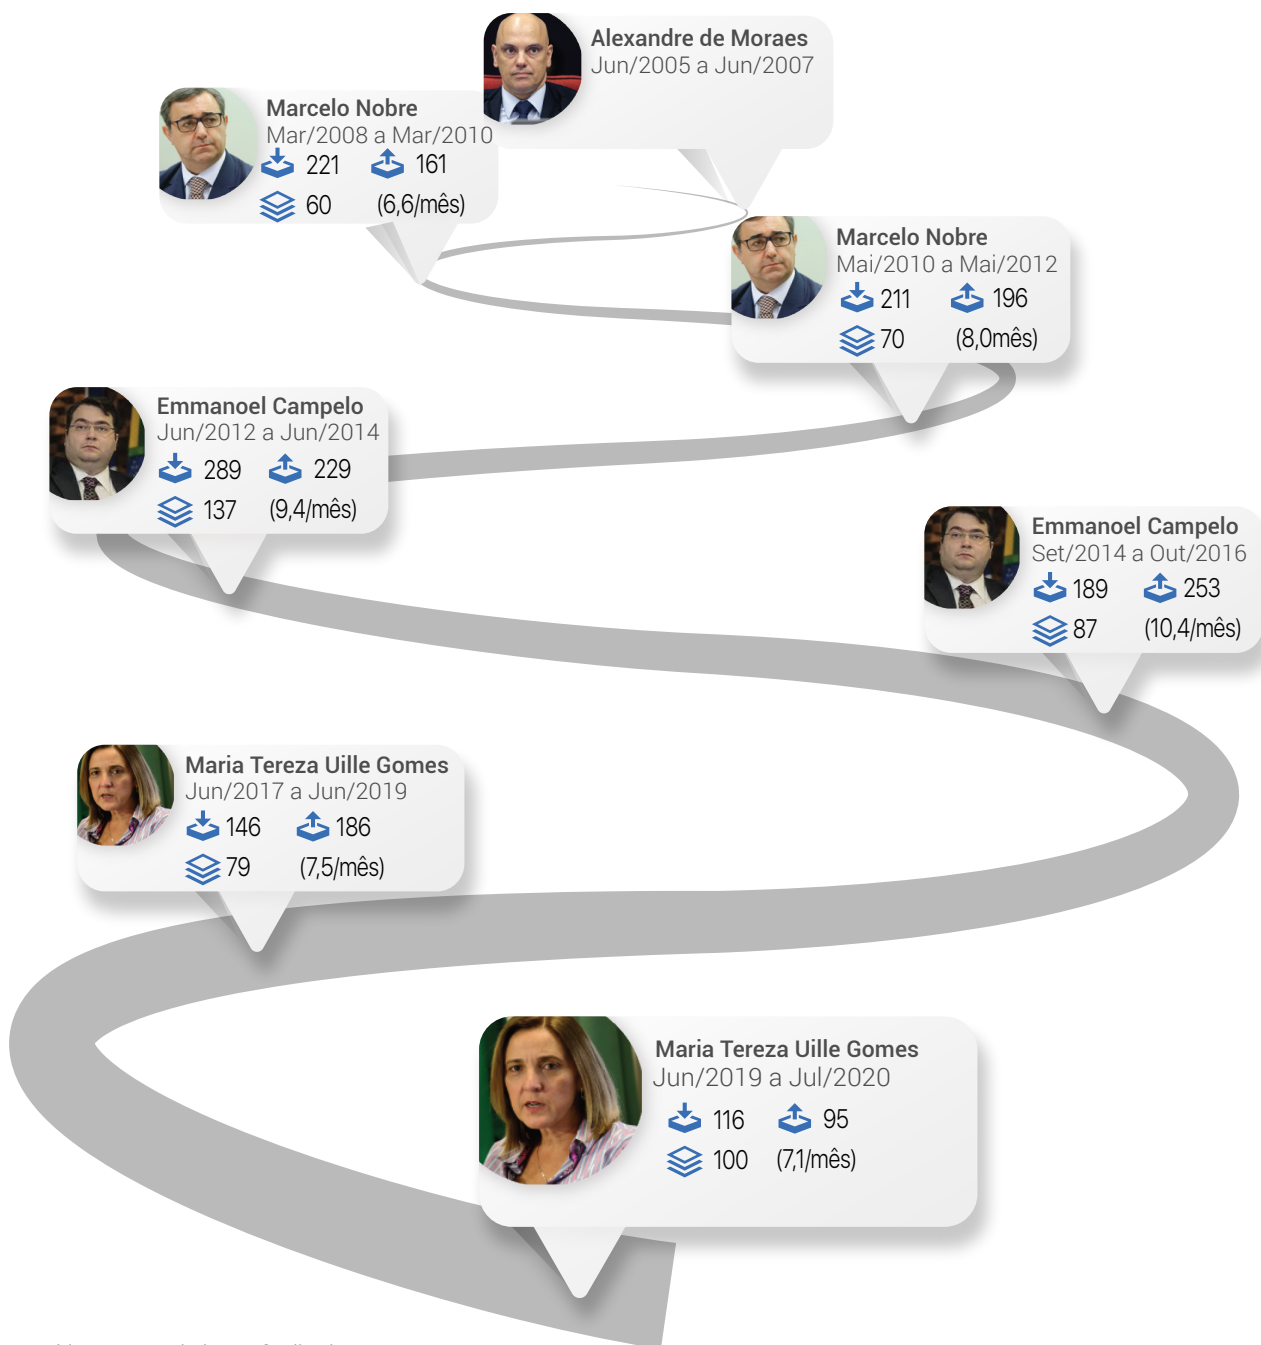 Alexandre de Moraes
Jun/2005 a Jun/2007
Marcelo Nobre
Mar/2008 a Mar/2010
221 161
60 (6,6/mês)
Marcelo Nobre
Mai/2010 a Mai/2012
211 196
70 (8,0mês)
Emmanoel Campelo
Jun/2012 a Jun/2014
289 229
137 (9,4/mês)
Emmanoel Campelo
Set/2014 a Out/2016
189 253
87 (10,4/mês)
Maria Tereza Uille Gomes
Jun/2017 a Jun/2019
146 186
79 (7,5/mês)
Maria Tereza Uille Gomes
Jun/2019 a Jul/2020
116 95
100 (7,1/mês)